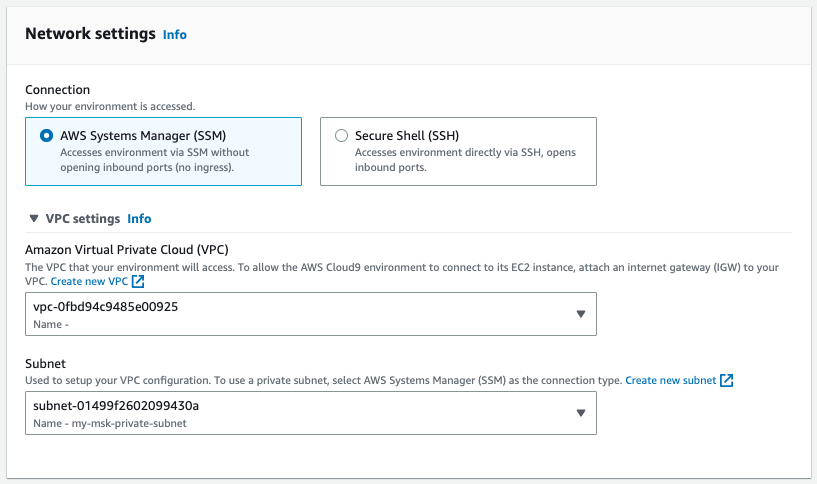 Network settings Info
Connection
How your environment is accessed.
AWS Systems Manager (SSM)
Accesses environment via SSM without
opening inbound ports (no ingress).
Secure Shell (SSH)
Accesses environment directly via SSH, opens
inbound ports.
VPC settings Info
Amazon Virtual Private Cloud (VPC)
The VPC that your environment will access. To allow the AWS Cloud9 environment to connect to its EC2 instance, attach an internet gateway (IGW) to your
VPC. Create new VPC
vpc-0fbd94c9485e00925
Name -
Subnet
Used to setup your VPC configuration. To use a private subnet, select AWS Systems Manager (SSM) as the connection type. Create new subnet
subnet-01499f2602099430a
Name - my-msk-private-subnet